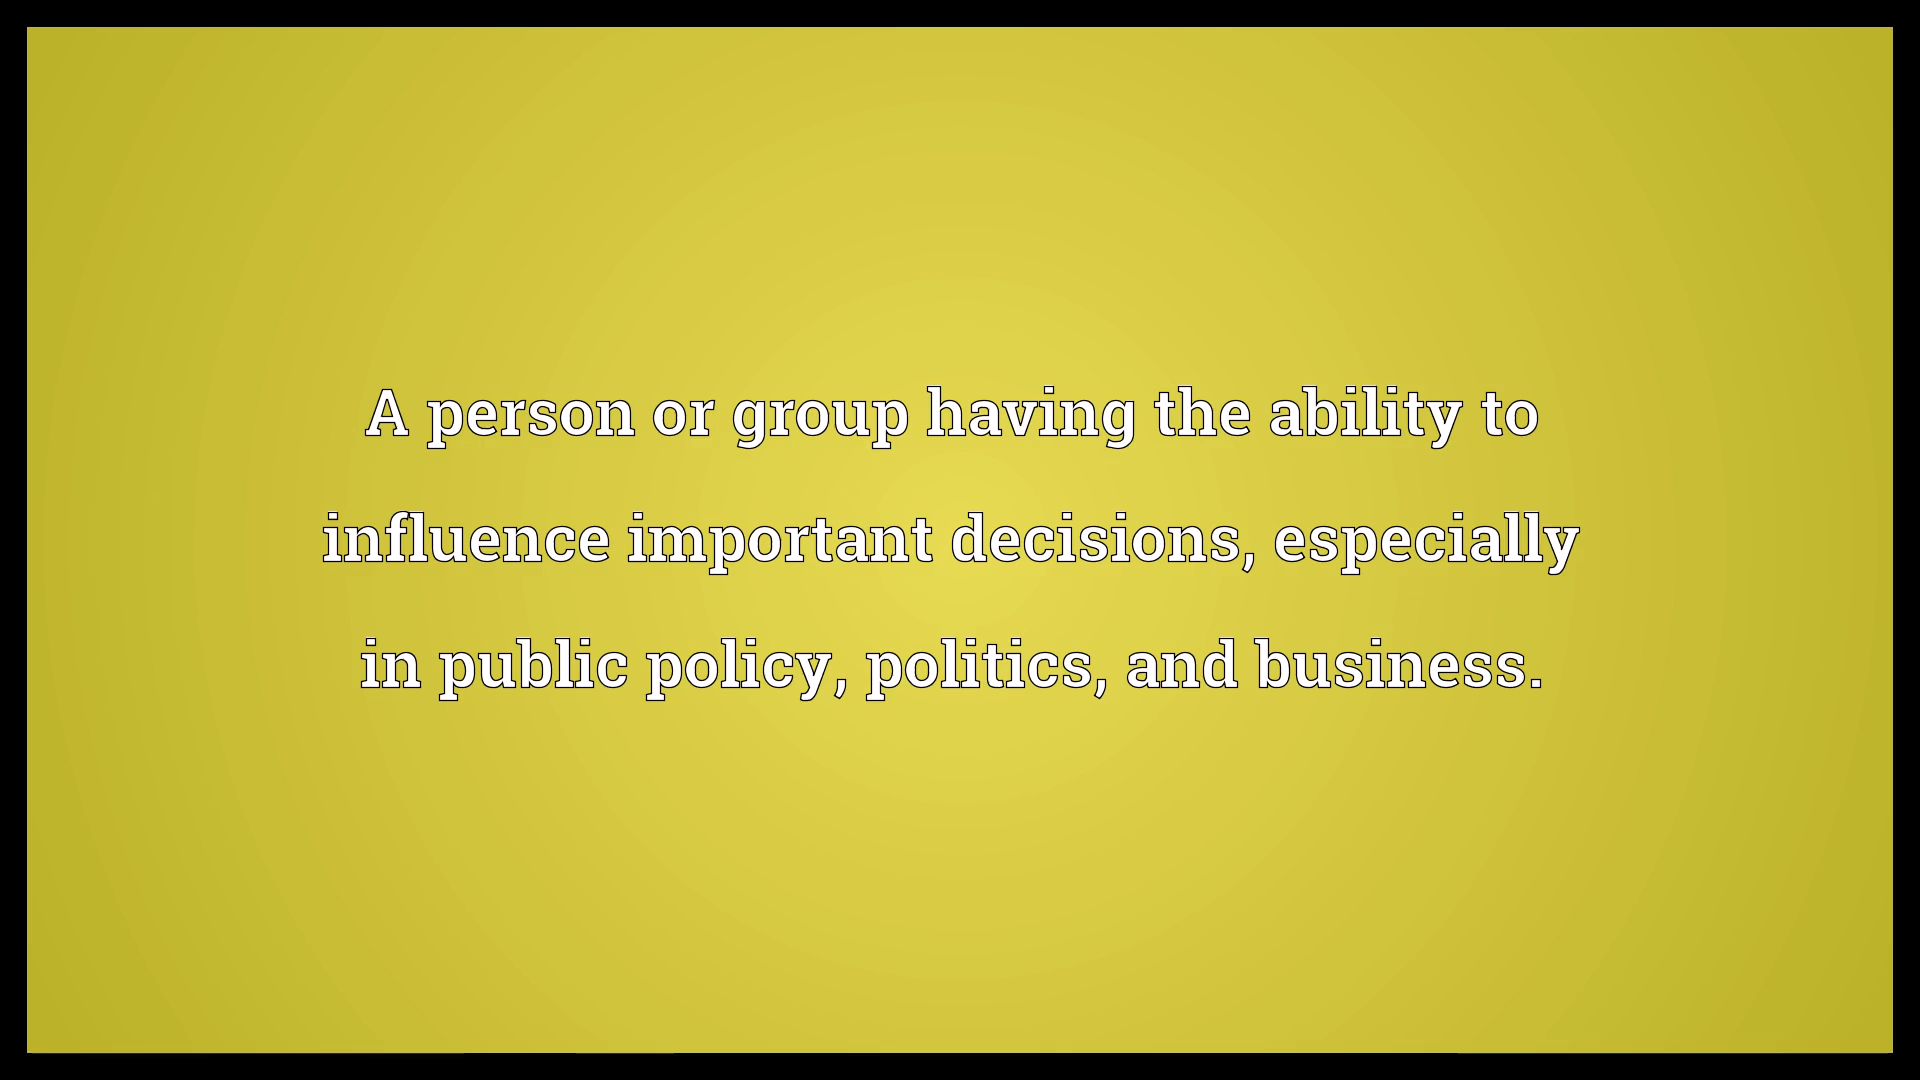 A person or group having the ability to
influence important decisions, especially
in public policy, politics, and business.